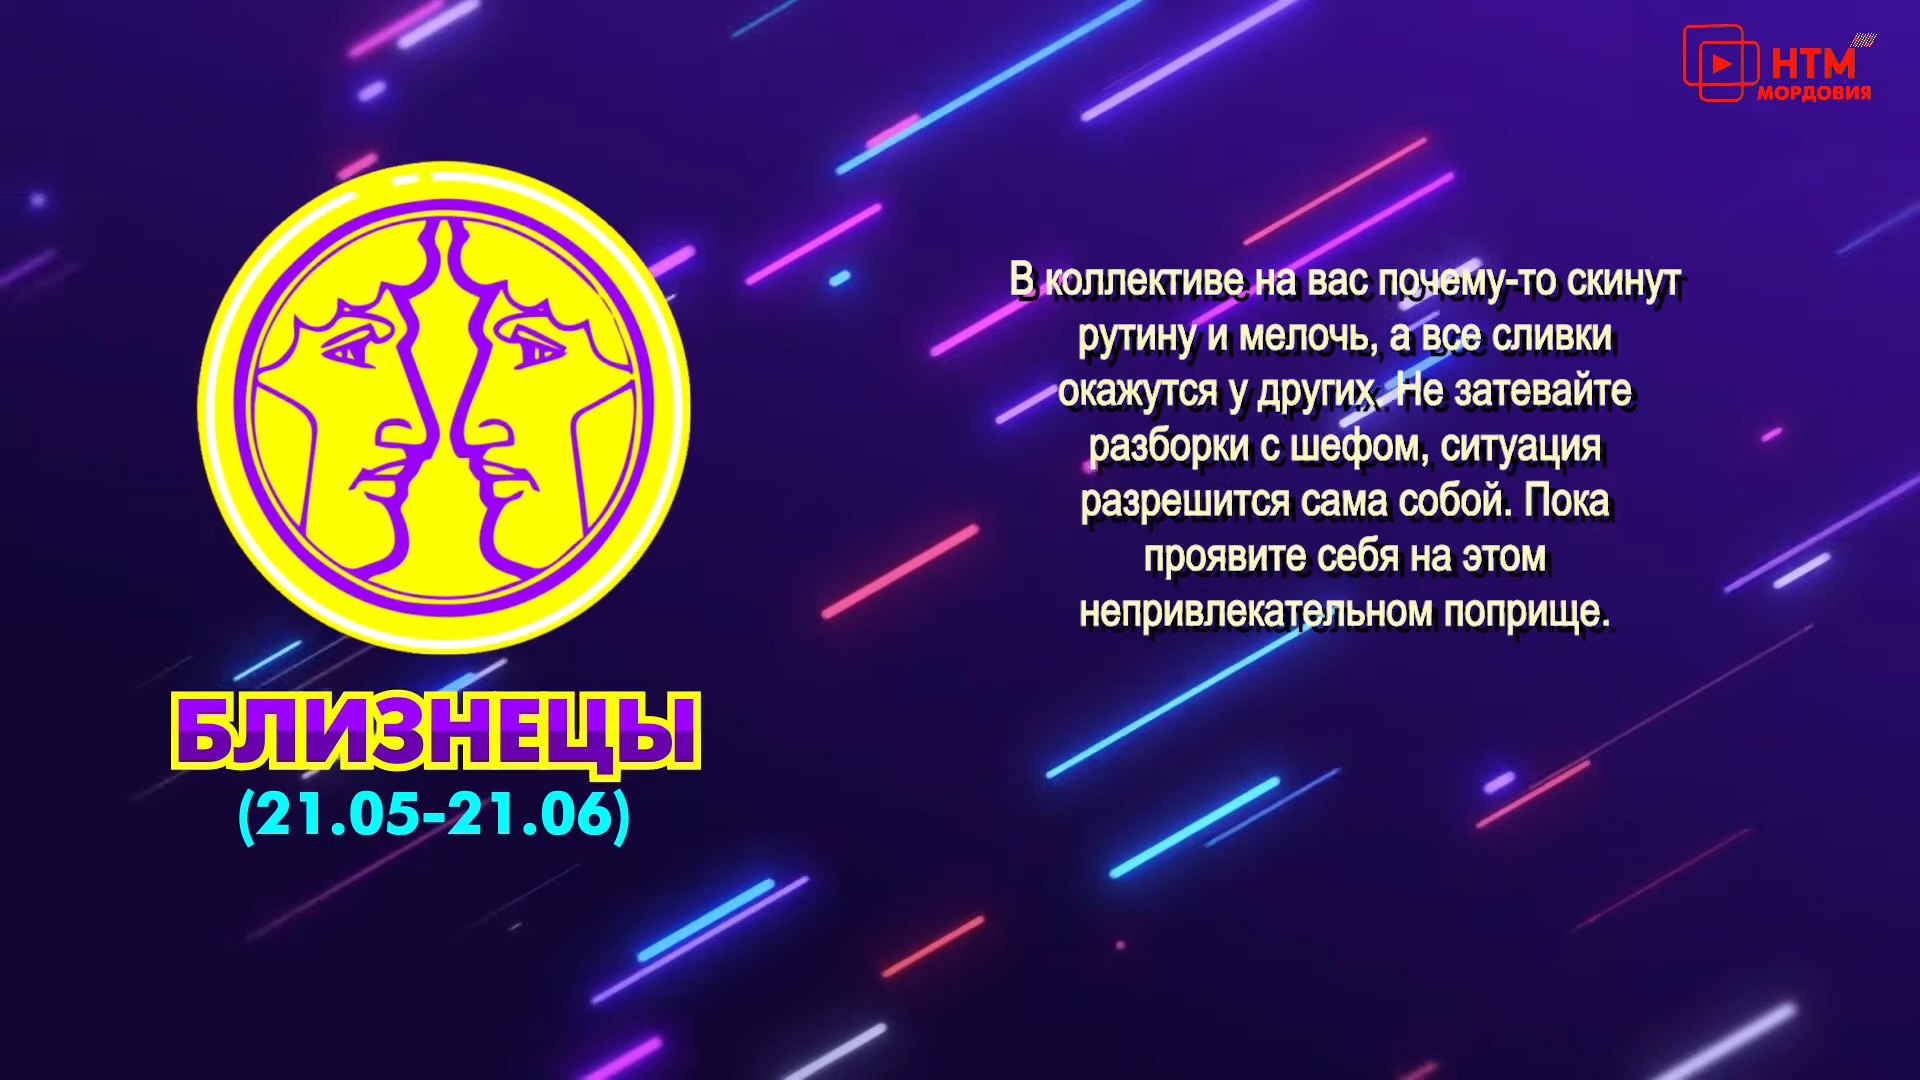 НТМ
МОРДОВИЯ
В коллективе на вас почему-то скинут
рутину и мелочь, а все сливки
окажутся у других. Не затевайте
разборки с шефом, ситуация
разрешится сама собой. Пока
проявите себя на этом
непривлекательном поприще.
БЛИЗНЕЦЫ
(21.05-21.06)